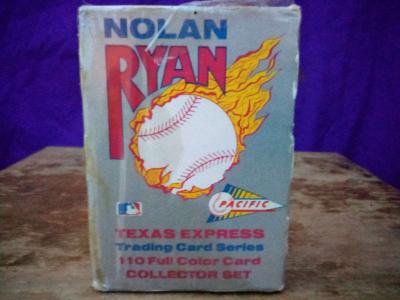 NOLAN
RYAN
PACIFIC
TEXAS EXPRESS
Trading Card Series
110 Full Color Card
COLLECTOR SET